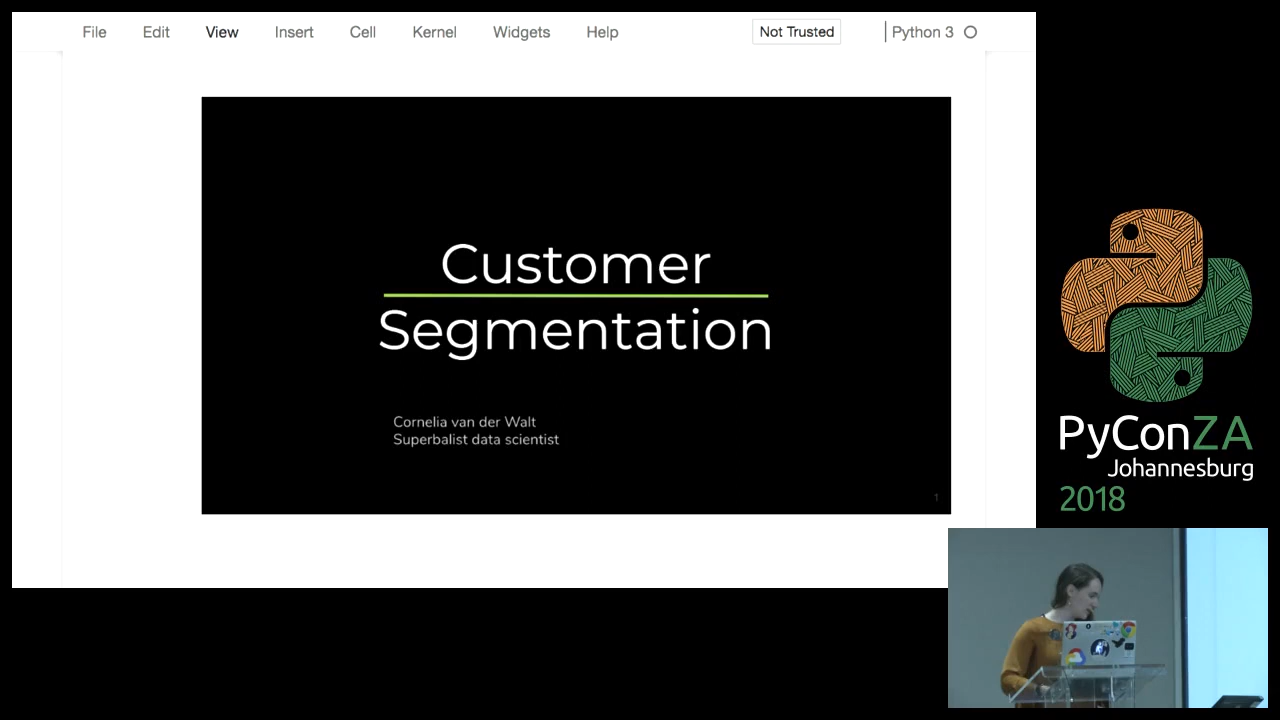 File Edit View Insert Cell Kernel Widgets Help Not Trusted Python 3
Customer
Segmentation
Cornelia van der Walt
Superbalist data scientist
1
PyConZA
Johannesburg
2018